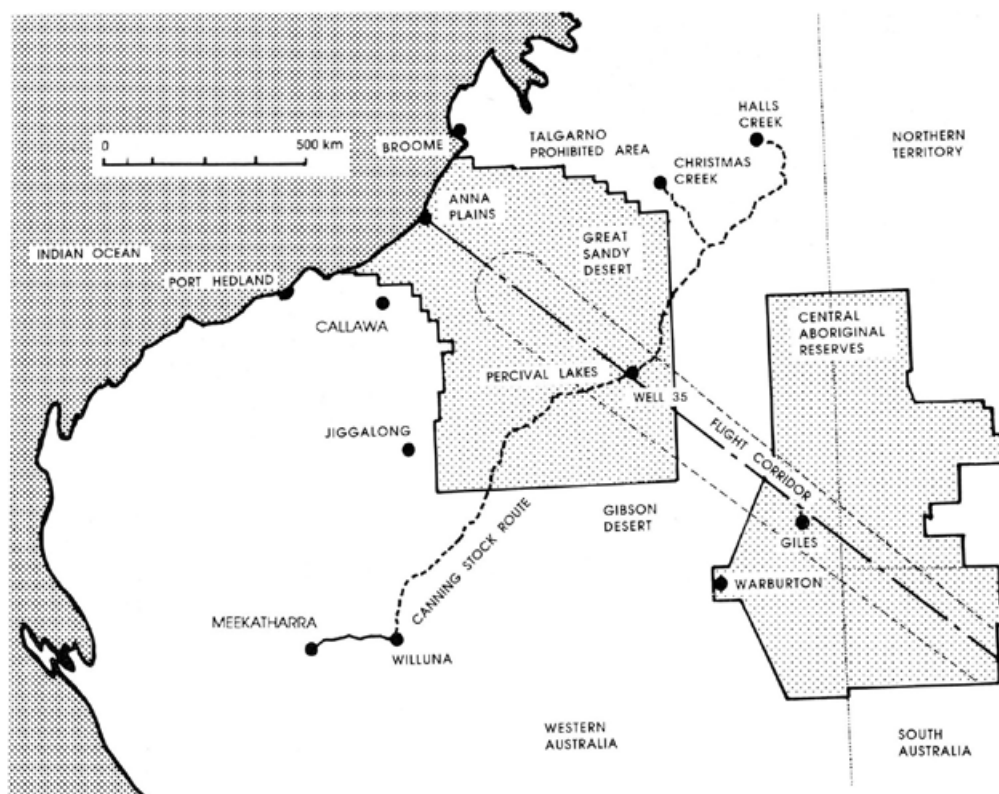 HALLS
CREEK
0
500 km
BROOME
TALGARNO
PROHIBITED AREA
CHRISTMAS
CREEK
NORTHERN
TERRITORY
ANNA
PLAINS
INDIAN OCEAN
GREAT
SANDY
DESERT
PORT HEDLAND
CALLAWA
CENTRAL
ABORIGINAL
RESERVES
PERCIVAL LAKES
WELL 35
JIGGALONG
FLIGHT CORRIDOR
GIBSON
DESERT
GILES
CANNING STOCK ROUTE
WARBURTON
MEEKATHARRA
WILLUNA
WESTERN
AUSTRALIA
SOUTH
AUSTRALIA